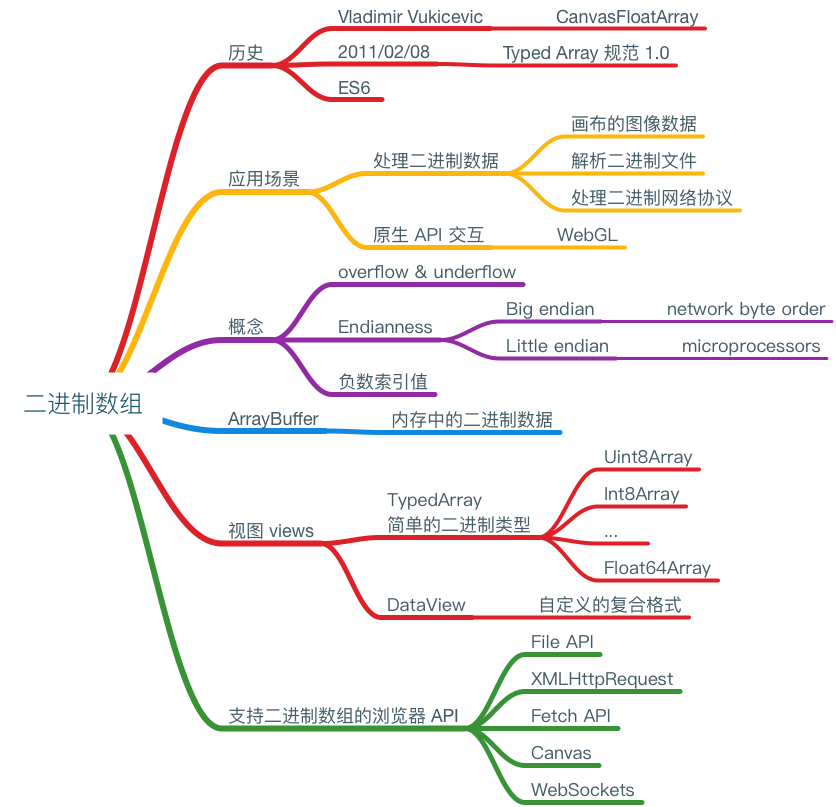 二进制数组
历史
Vladimir Vukicevic
CanvasFloatArray
2011/02/08
Typed Array 规范 1.0
ES6
应用场景
处理二进制数据
画布的图像数据
解析二进制文件
处理二进制网络协议
原生 API 交互
WebGL
概念
overflow & underflow
Endianness
Big endian
network byte order
Little endian
microprocessors
负数索引值
ArrayBuffer
内存中的二进制数据
视图 views
TypedArray
简单的二进制类型
Uint8Array
Int8Array
...
Float64Array
DataView
自定义的复合格式
支持二进制数组的浏览器 API
File API
XMLHttpRequest
Fetch API
Canvas
WebSockets